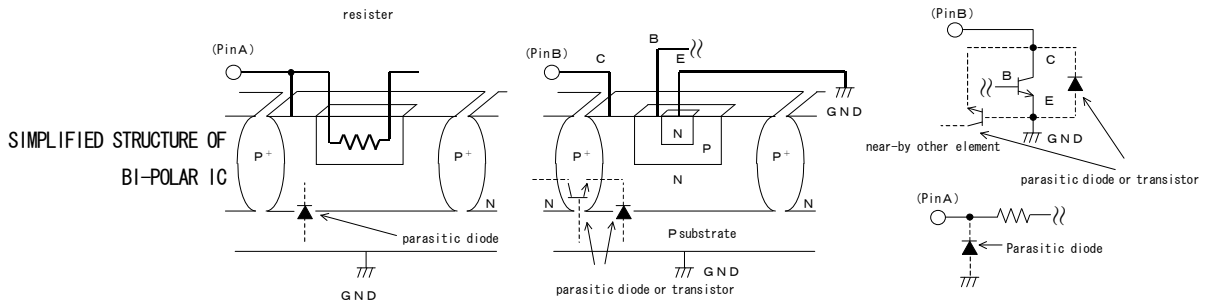 resister
(PinA)
P+
P+
N
parasitic diode
GND
SIMPLIFIED STRUCTURE OF
BI-POLAR IC
(PinB)
C
B
E
GND
N
P
P+
P+
N
N
N
P substrate
GND
parasitic diode or transistor
(PinB)
C
B
E
GND
near-by other element
parasitic diode or transistor
(PinA)
Parasitic diode